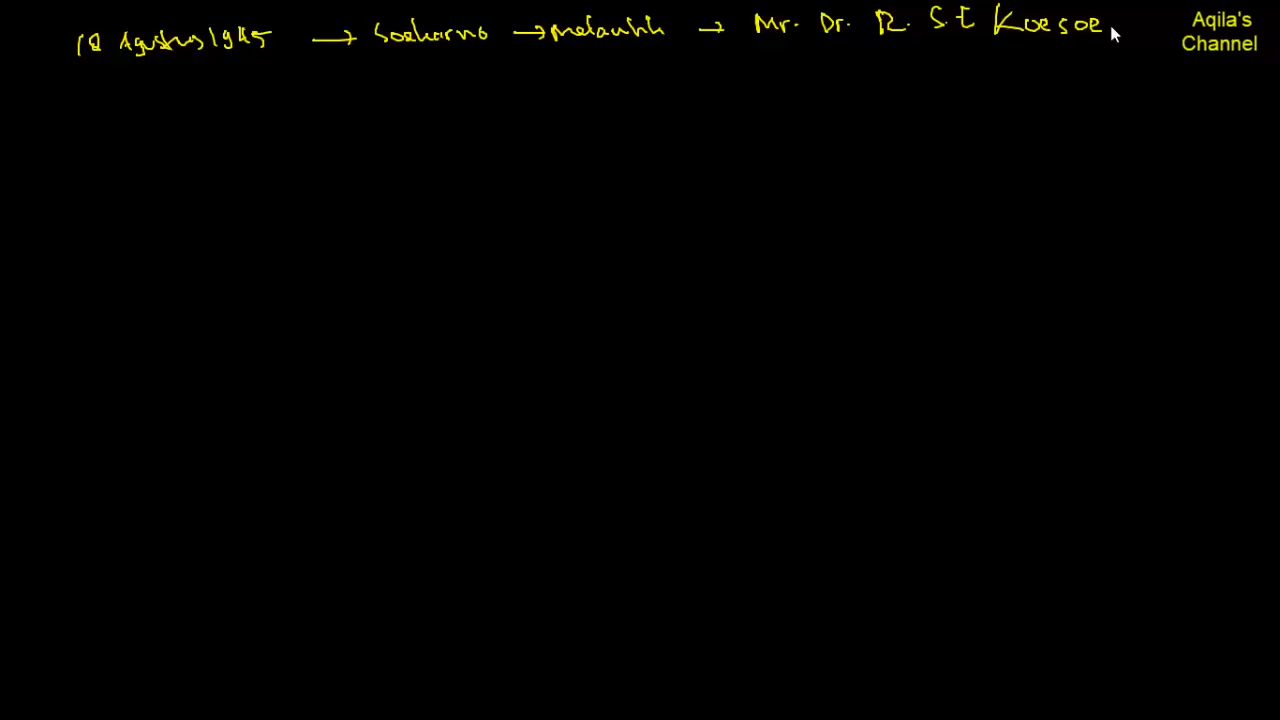 18 Agustus 1945 → Soekarno → melantik → Mr. Dr. R. S. E Koesoe
Aqila's
Channel